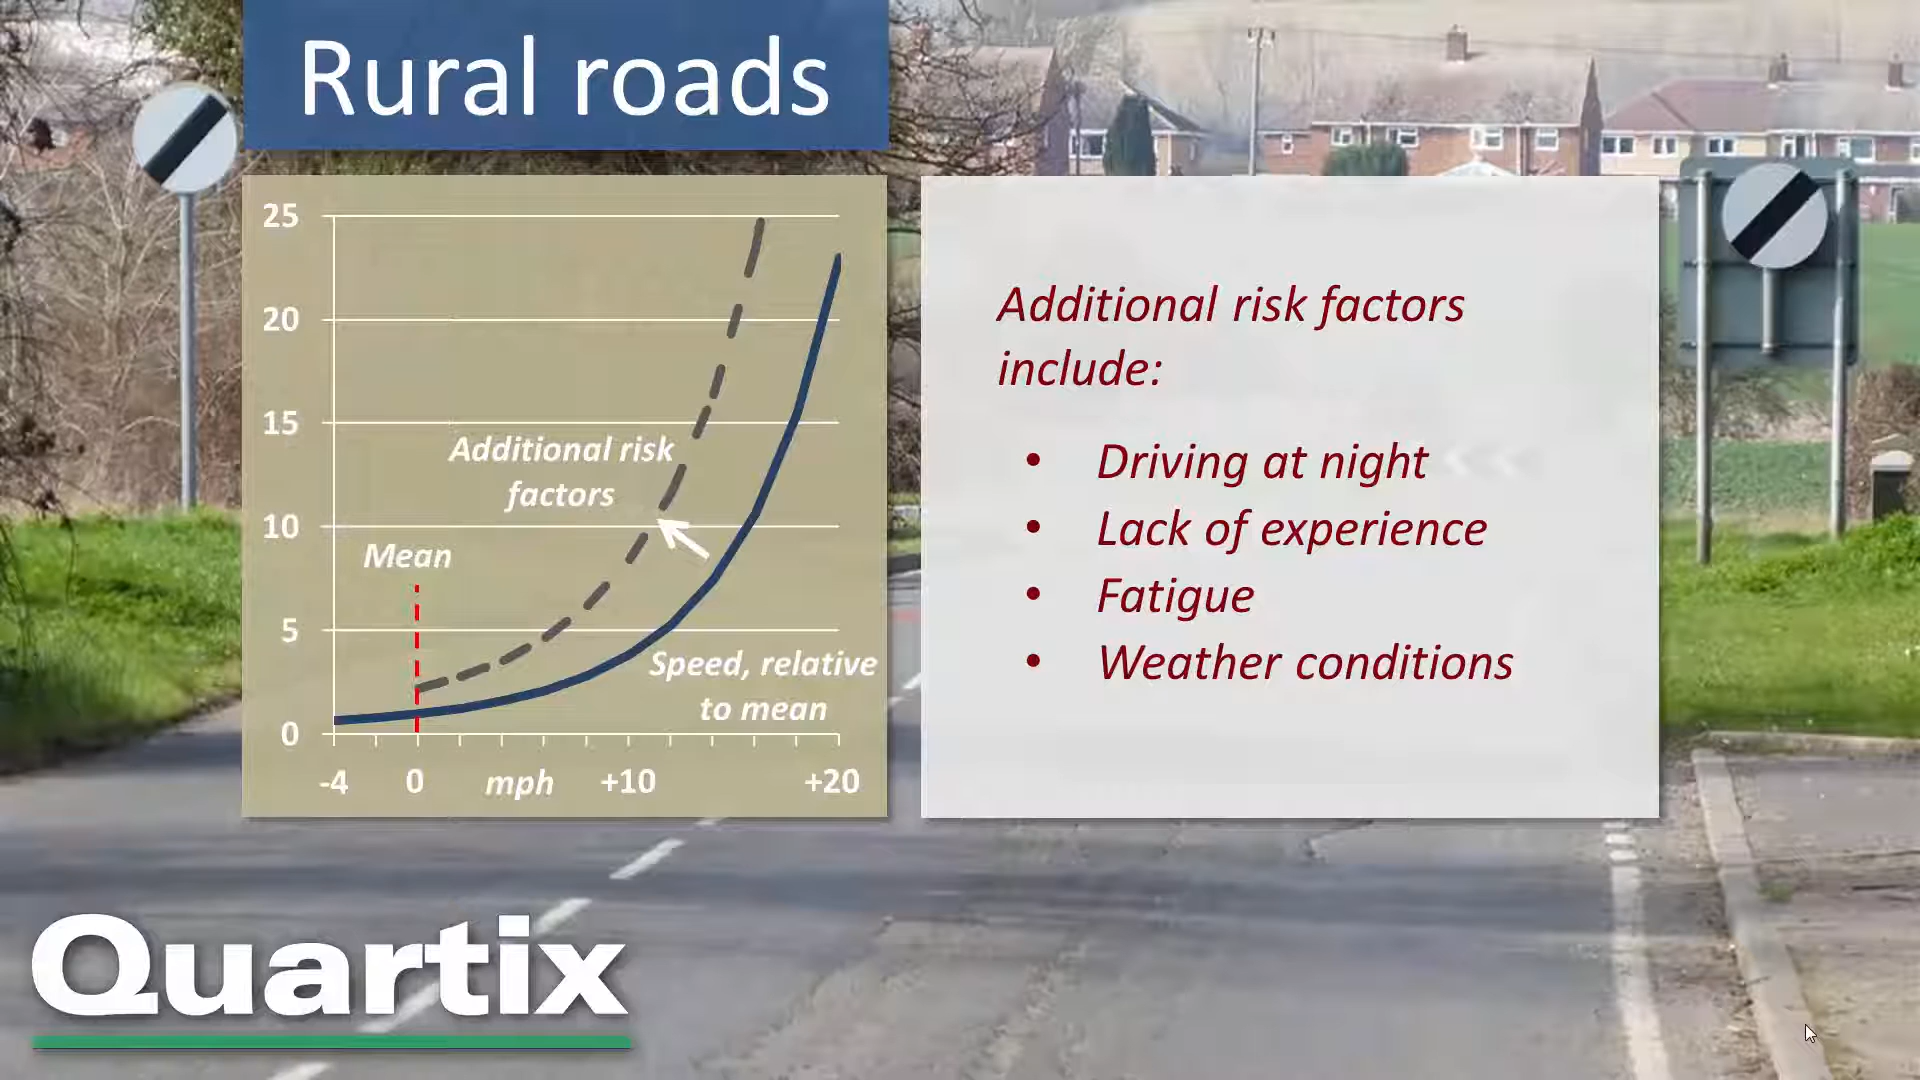 Rural roads
25
20
15
10
5
0
Additional risk
factors
Mean
Speed, relative
to mean
-4 0 mph +10 +20
Additional risk factors
include:
• Driving at night
• Lack of experience
• Fatigue
• Weather conditions
Quartix